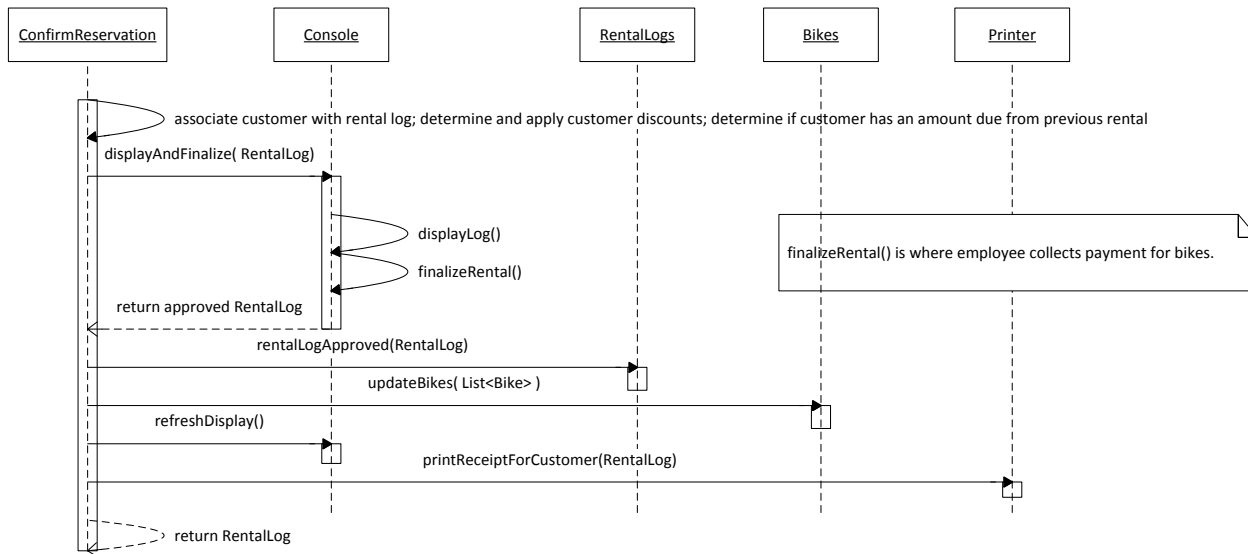 ConfirmReservation
Console
RentalLogs
Bikes
Printer
associate customer with rental log; determine and apply customer discounts; determine if customer has an amount due from previous rental
displayAndFinalize( RentalLog)
displayLog()
finalizeRental() is where employee collects payment for bikes.
finalizeRental()
return approved RentalLog
rentalLogApproved(RentalLog)
updateBikes( List<Bike> )
refreshDisplay()
printReceiptForCustomer(RentalLog)
return RentalLog